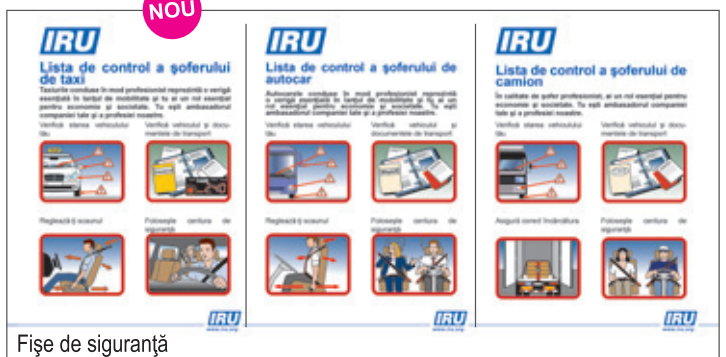 NOU
IRU
Lista de control a şoferului
de taxi
Taxiurile conduse în mod profesionist reprezintă o verigă
esenţială în lanţul de mobilitate şi tu ai un rol esenţial
pentru economie şi societate. Tu eşti ambasadorul
companiei tale şi a profesiei noastre.
Verifică starea vehiculului
tău
Verifică vehiculul şi docu-
mentele de transport
Reglează-ţi scaunul
Foloseşte centura de
siguranţă
IRU
www.iru.org
IRU
Lista de control a şoferului de
autocar
Autocarele conduse în mod profesionist reprezintă
o verigă esenţială în lanţul de mobilitate şi tu ai un
rol esenţial pentru economie şi societate. Tu eşti
ambasadorul companiei tale şi a profesiei noastre.
Verifică starea vehiculului
tău
Verifică vehiculul şi
documentele de transport
Reglează-ţi scaunul
Foloseşte centura de
siguranţă
IRU
www.iru.org
IRU
Lista de control a şoferului de
camion
În calitate de şofer profesionist, ai un rol esenţial pentru
economie şi societate. Tu eşti ambasadorul companiei
tale şi a profesiei noastre.
Verifică starea vehiculului
tău
Verifică vehiculul şi docu-
mentele de transport
Asigură corect încărcătura
Foloseşte centura de
siguranţă
IRU
www.iru.org
Fişe de siguranţă